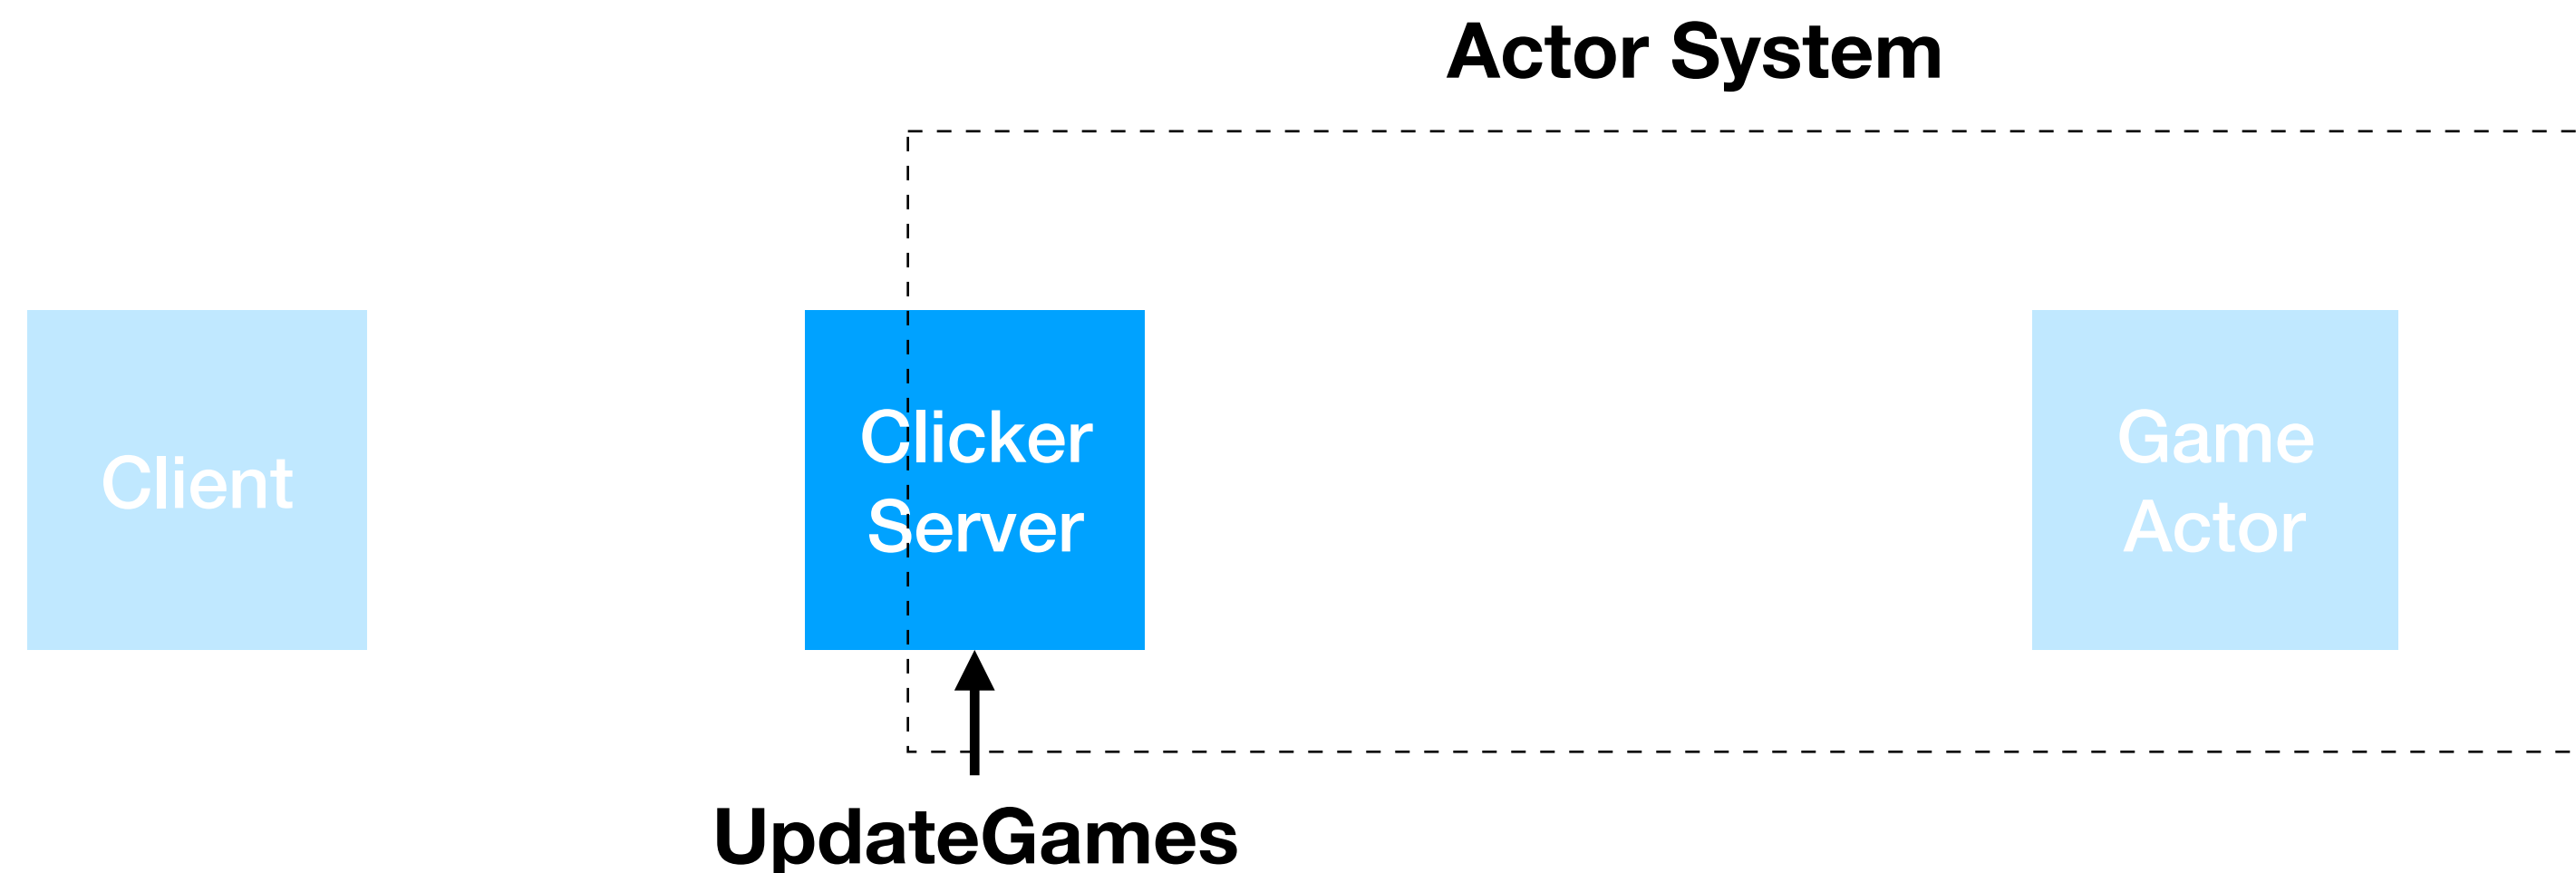 Actor System
Client
Clicker
Server
Game
Actor
UpdateGames